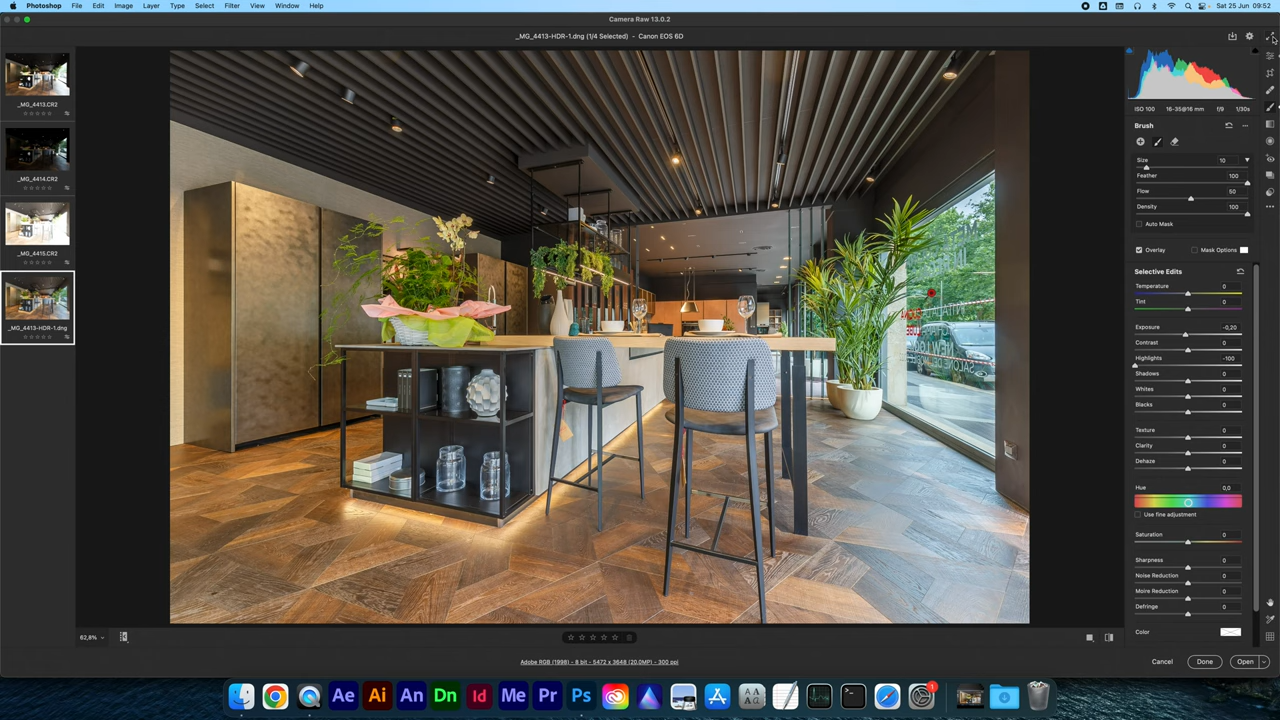 Photoshop File Edit Image Layer Type Select Filter View Window Help
Sat 25 Jun 09:52
Camera Raw 13.0.2
_MG_4413-HDR-1.dng (1/4 Selected) - Canon EOS 6D
_MG_4413.CR2
_MG_4414.CR2
_MG_4415.CR2
_MG_4413-HDR-1.dng
ISO 100 16-35@16 mm f/9 1/30s
Brush
Size 10
Feather 100
Flow 50
Density 100
Auto Mask
Overlay Mask Options
Selective Edits
Temperature 0
Tint 0
Exposure -0,20
Contrast 0
Highlights -100
Shadows 0
Whites 0
Blacks 0
Texture 0
Clarity 0
Dehaze 0
Hue 0,0
Use fine adjustment
Saturation 0
Sharpness 0
Noise Reduction 0
Moire Reduction 0
Defringe 0
Color
62,8%
Adobe RGB (1998) - 8 bit - 5472 x 3648 (20,0MP) - 300 ppi
Cancel Done Open
Ae Ai An Dn Id Me Pr Ps
1